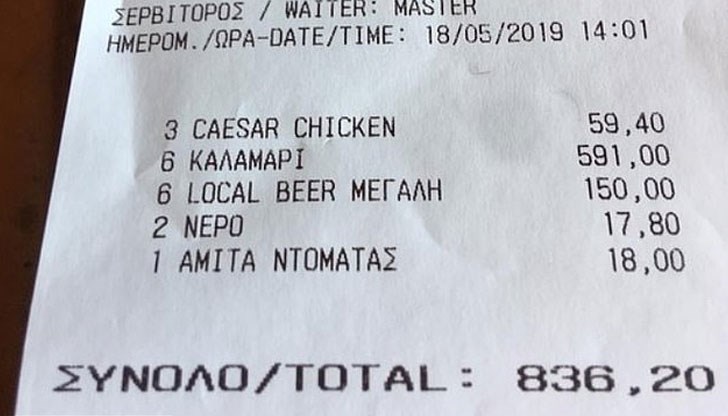 ΣΕΡΒΙΤΟΡΟΣ / WAITER: MASTER
ΗΜΕΡΟΜ./ΩΡΑ-DATE/TIME: 18/05/2019 14:01
3 CAESAR CHICKEN 59,40
6 ΚΑΛΑΜΑΡΙ 591,00
6 LOCAL BEER ΜΕΓΑΛΗ 150,00
2 ΝΕΡΟ 17,80
1 ΑΜΙΤΑ ΝΤΟΜΑΤΑΣ 18,00
ΣΥΝΟΛΟ/TOTAL: 836,20